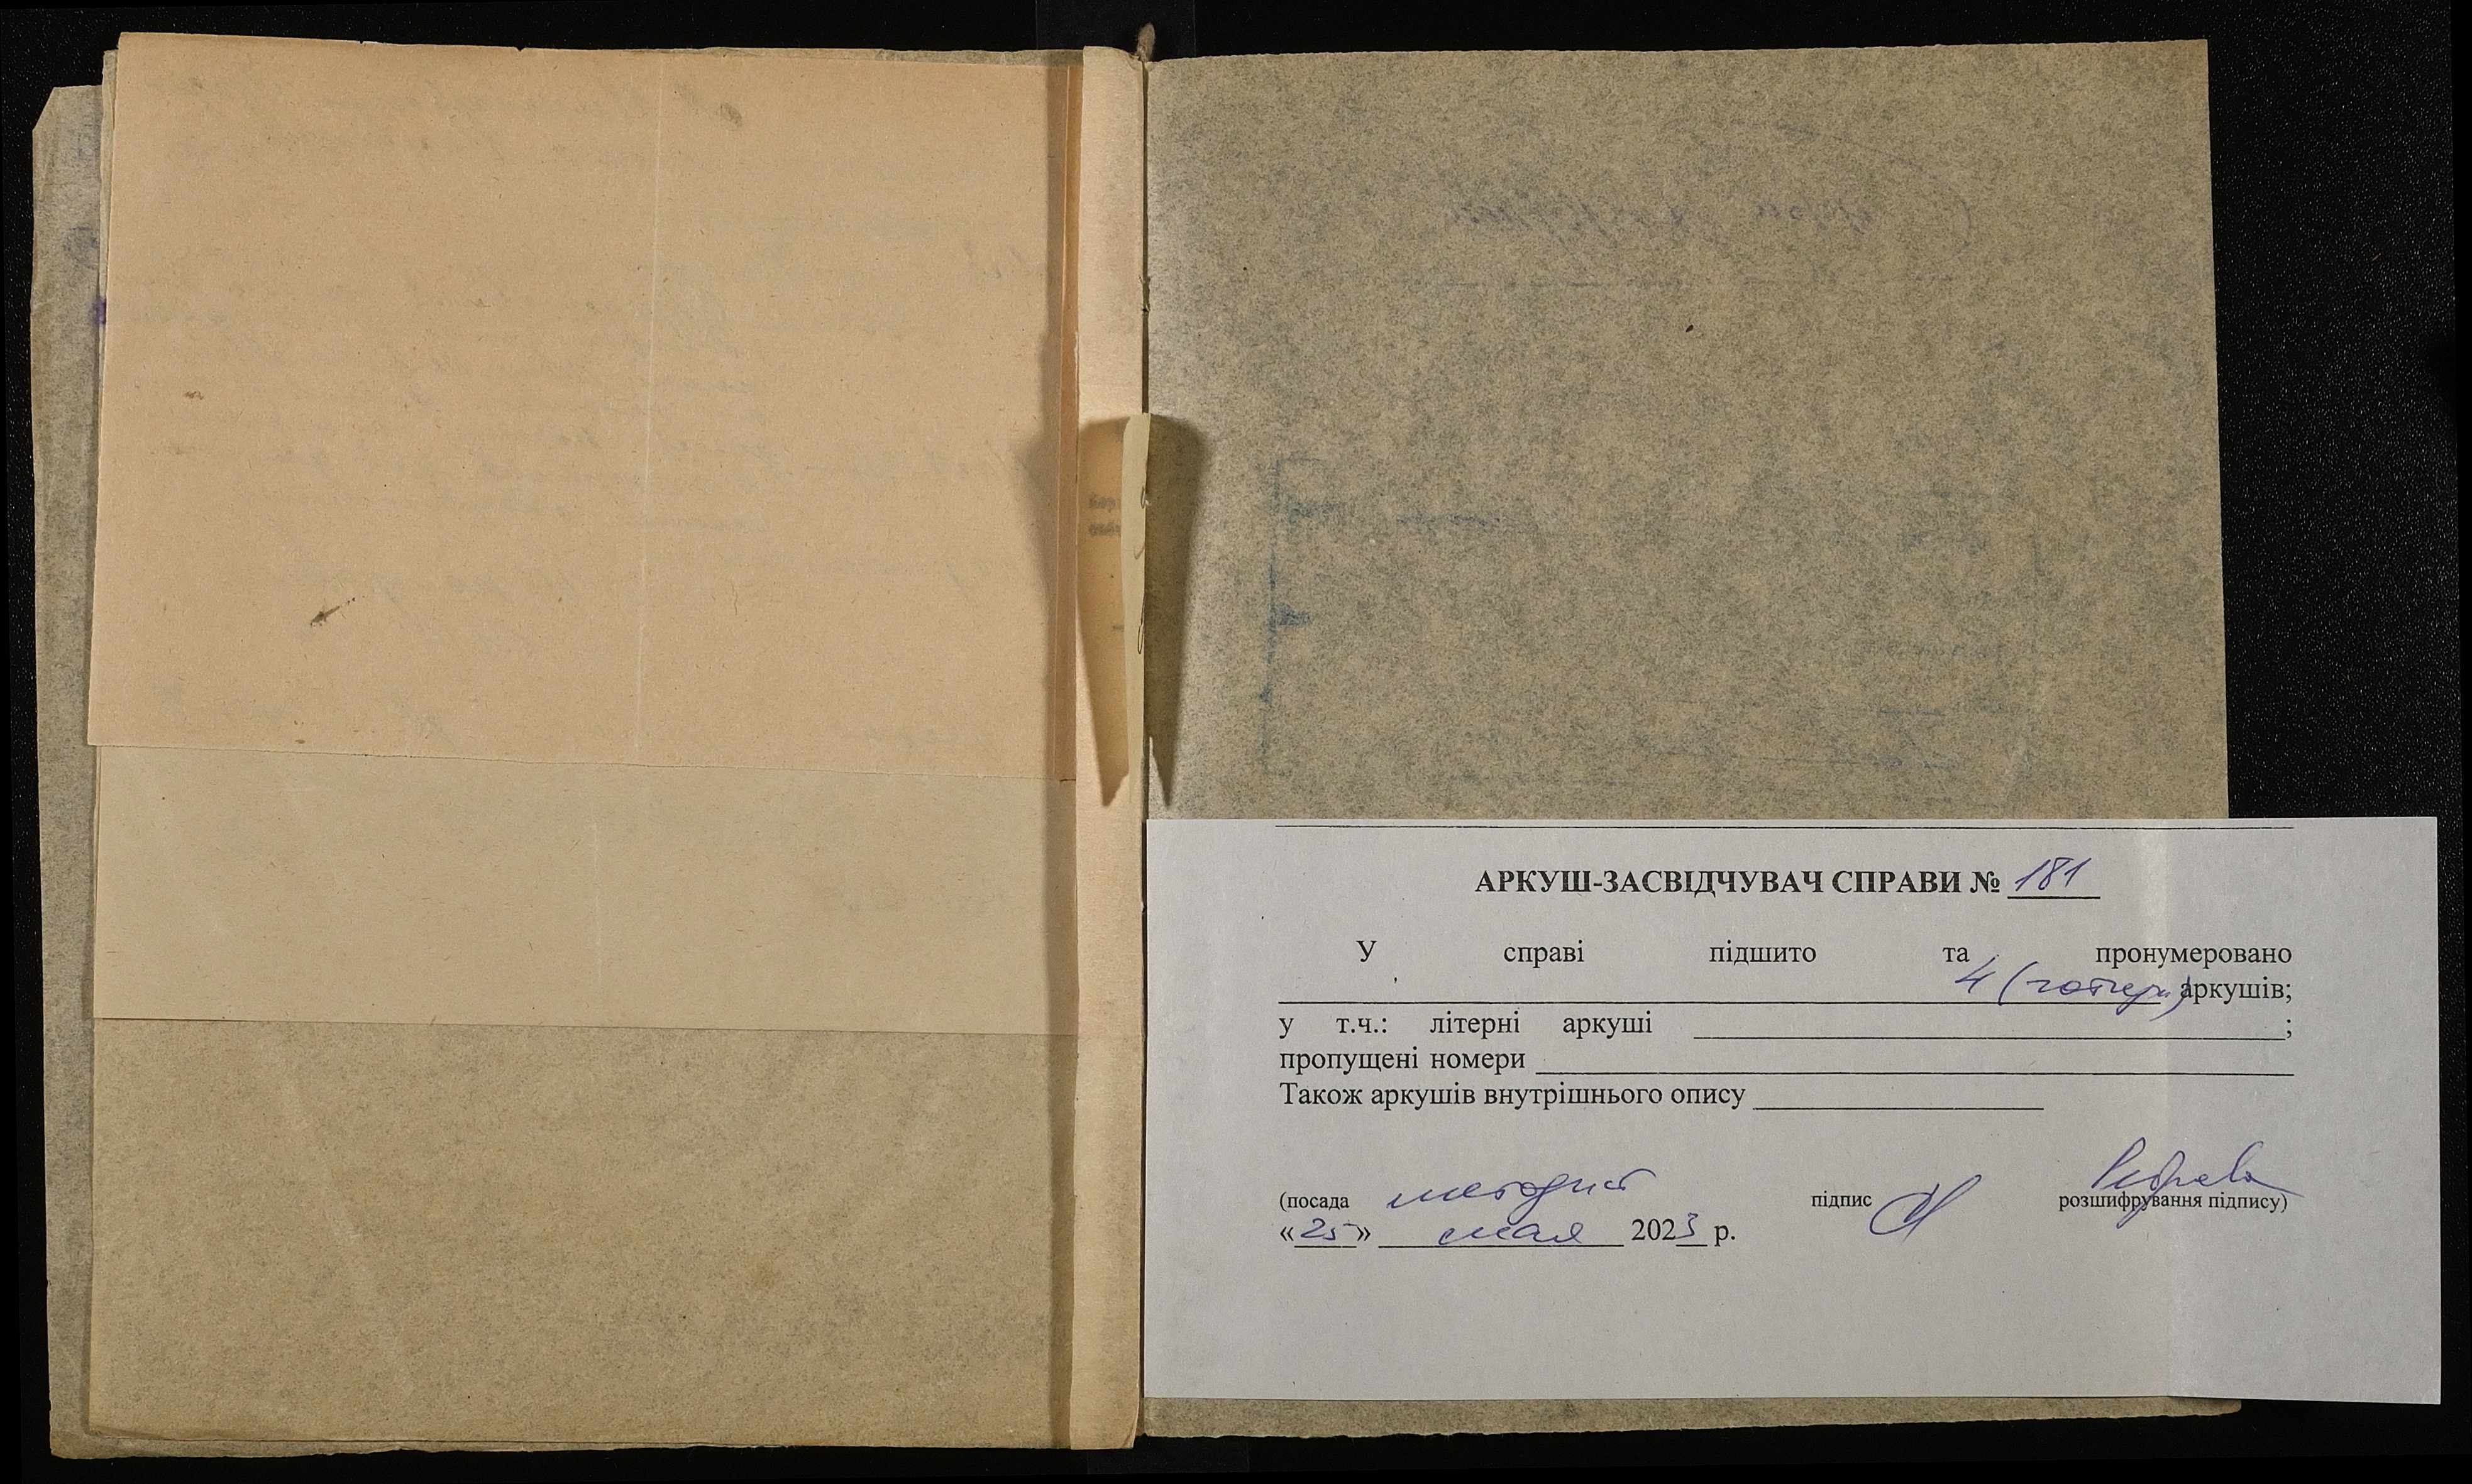 АРКУШ-ЗАСВІДЧУВАЧ СПРАВИ № 181
У справі підшито та пронумеровано
4 (чотири) аркушів;
у т.ч.: літерні аркуші ;
пропущені номери
Також аркушів внутрішнього опису
(посада методист підпис розшифрування підпису)
«25» мая 2023 р.